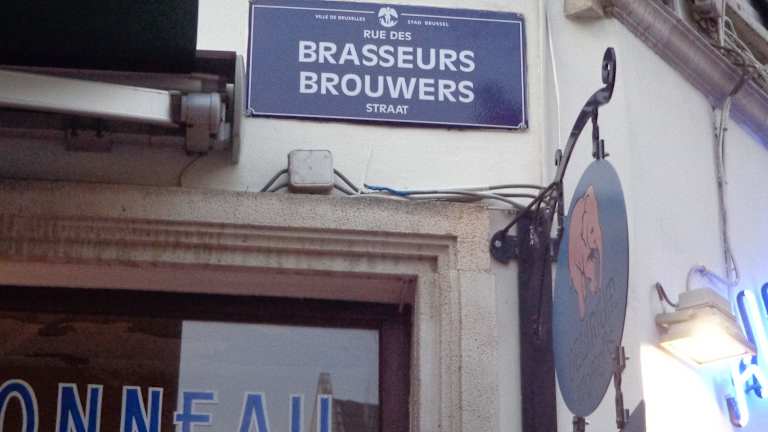 VILLE DE BRUXELLES STAD BRUSSEL
RUE DES
BRASSEURS
BROUWERS
STRAAT
ONNEAU